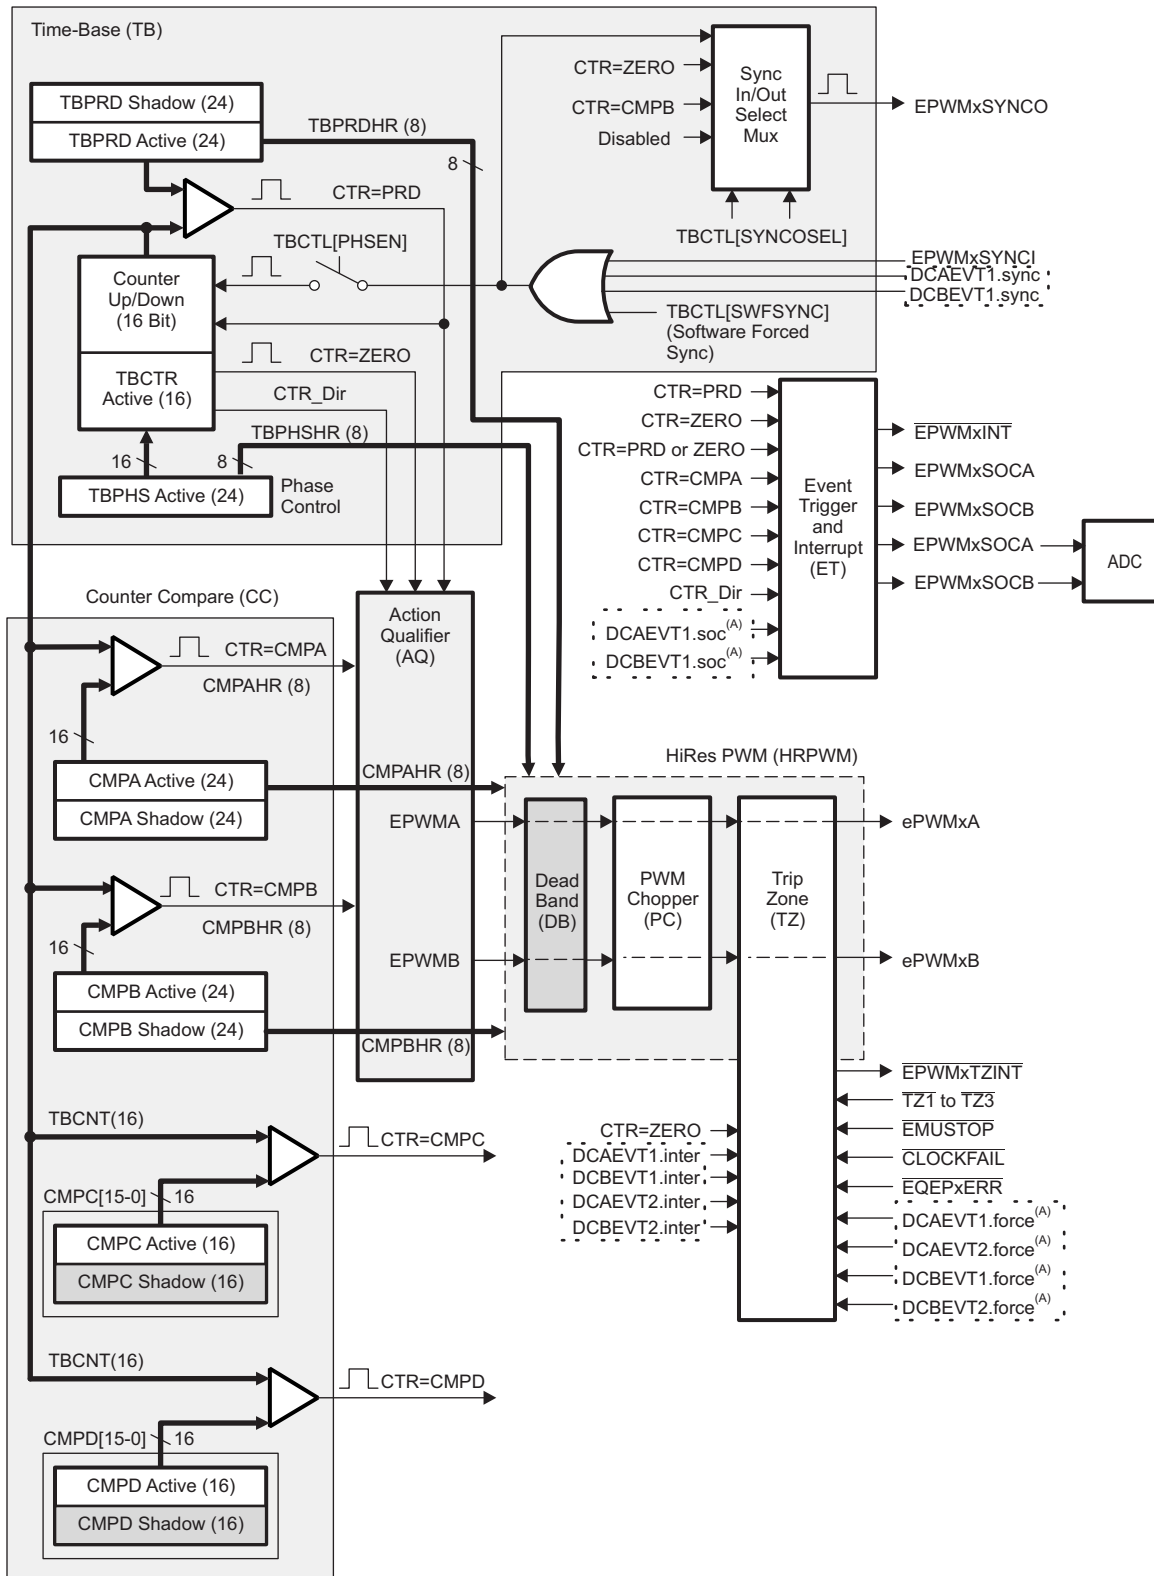 Time-Base (TB)
TBPRD Shadow (24)
TBPRD Active (24)
TBPRDHR (8)
8
CTR=PRD
TBCTL[PHSEN]
Counter
Up/Down
(16 Bit)
TBCTR
Active (16)
CTR=ZERO
CTR_Dir
TBPHSHR (8)
16
8
TBPHS Active (24)
Phase
Control
CTR=ZERO
CTR=CMPB
Disabled
Sync
In/Out
Select
Mux
EPWMxSYNCO
TBCTL[SYNCOSEL]
EPWMxSYNCI
DCAEVT1.sync
DCBEVT1.sync
TBCTL[SWFSYNC]
(Software Forced
Sync)
CTR=PRD
CTR=ZERO
CTR=PRD or ZERO
CTR=CMPA
CTR=CMPB
CTR=CMPC
CTR=CMPD
CTR_Dir
DCAEVT1.soc(A)
DCBEVT1.soc(A)
Event
Trigger
and
Interrupt
(ET)
EPWMxINT
EPWMxSOCA
EPWMxSOCB
EPWMxSOCA
EPWMxSOCB
ADC
Counter Compare (CC)
CTR=CMPA
CMPAHR (8)
16
CMPA Active (24)
CMPA Shadow (24)
CTR=CMPB
CMPBHR (8)
16
CMPB Active (24)
CMPB Shadow (24)
TBCNT(16)
CTR=CMPC
CMPC[15-0]
16
CMPC Active (16)
CMPC Shadow (16)
TBCNT(16)
CTR=CMPD
CMPD[15-0]
16
CMPD Active (16)
CMPD Shadow (16)
Action
Qualifier
(AQ)
CMPAHR (8)
EPWMA
EPWMB
CMPBHR (8)
HiRes PWM (HRPWM)
Dead
Band
(DB)
PWM
Chopper
(PC)
Trip
Zone
(TZ)
ePWMxA
ePWMxB
EPWMxTZINT
TZ1 to TZ3
EMUSTOP
CLOCKFAIL
EQEPxERR
DCAEVT1.force(A)
DCAEVT2.force(A)
DCBEVT1.force(A)
DCBEVT2.force(A)
CTR=ZERO
DCAEVT1.inter
DCBEVT1.inter
DCAEVT2.inter
DCBEVT2.inter